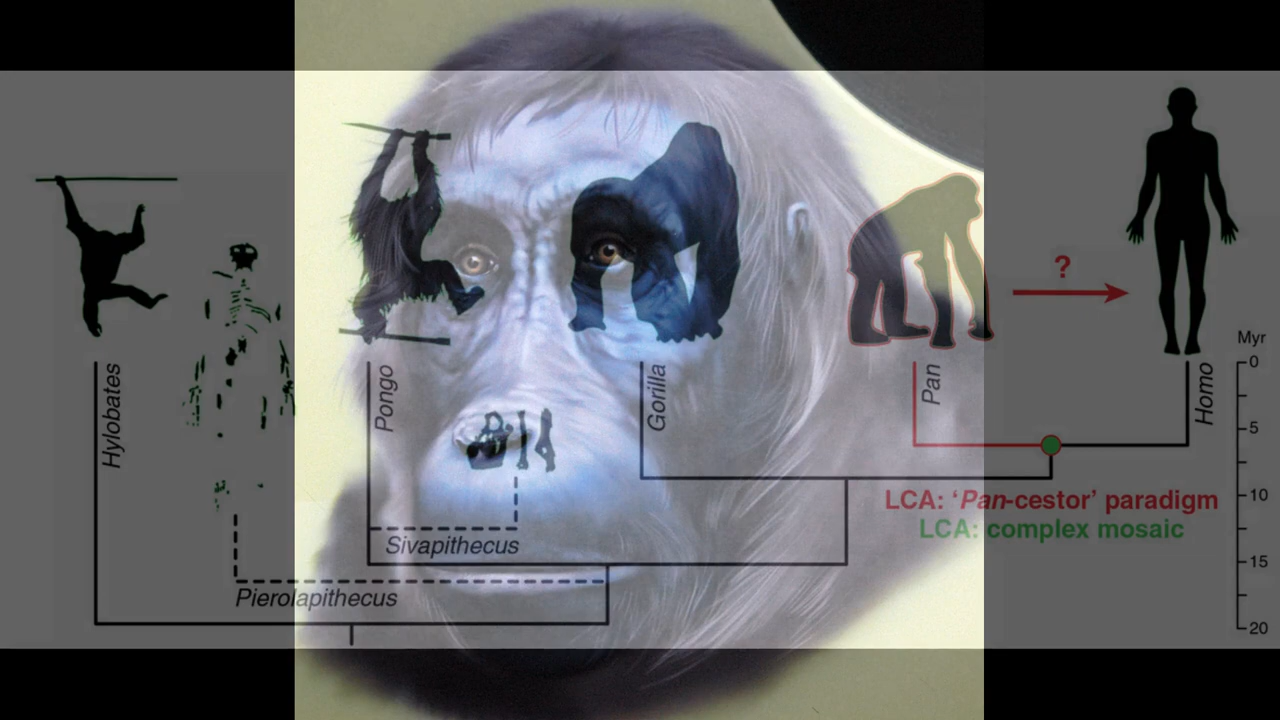 ?
Myr
0
Hylobates
Pongo
Gorilla
Pan
Homo
5
10
LCA: ‘Pan-cestor’ paradigm
LCA: complex mosaic
Sivapithecus
15
Pierolapithecus
20